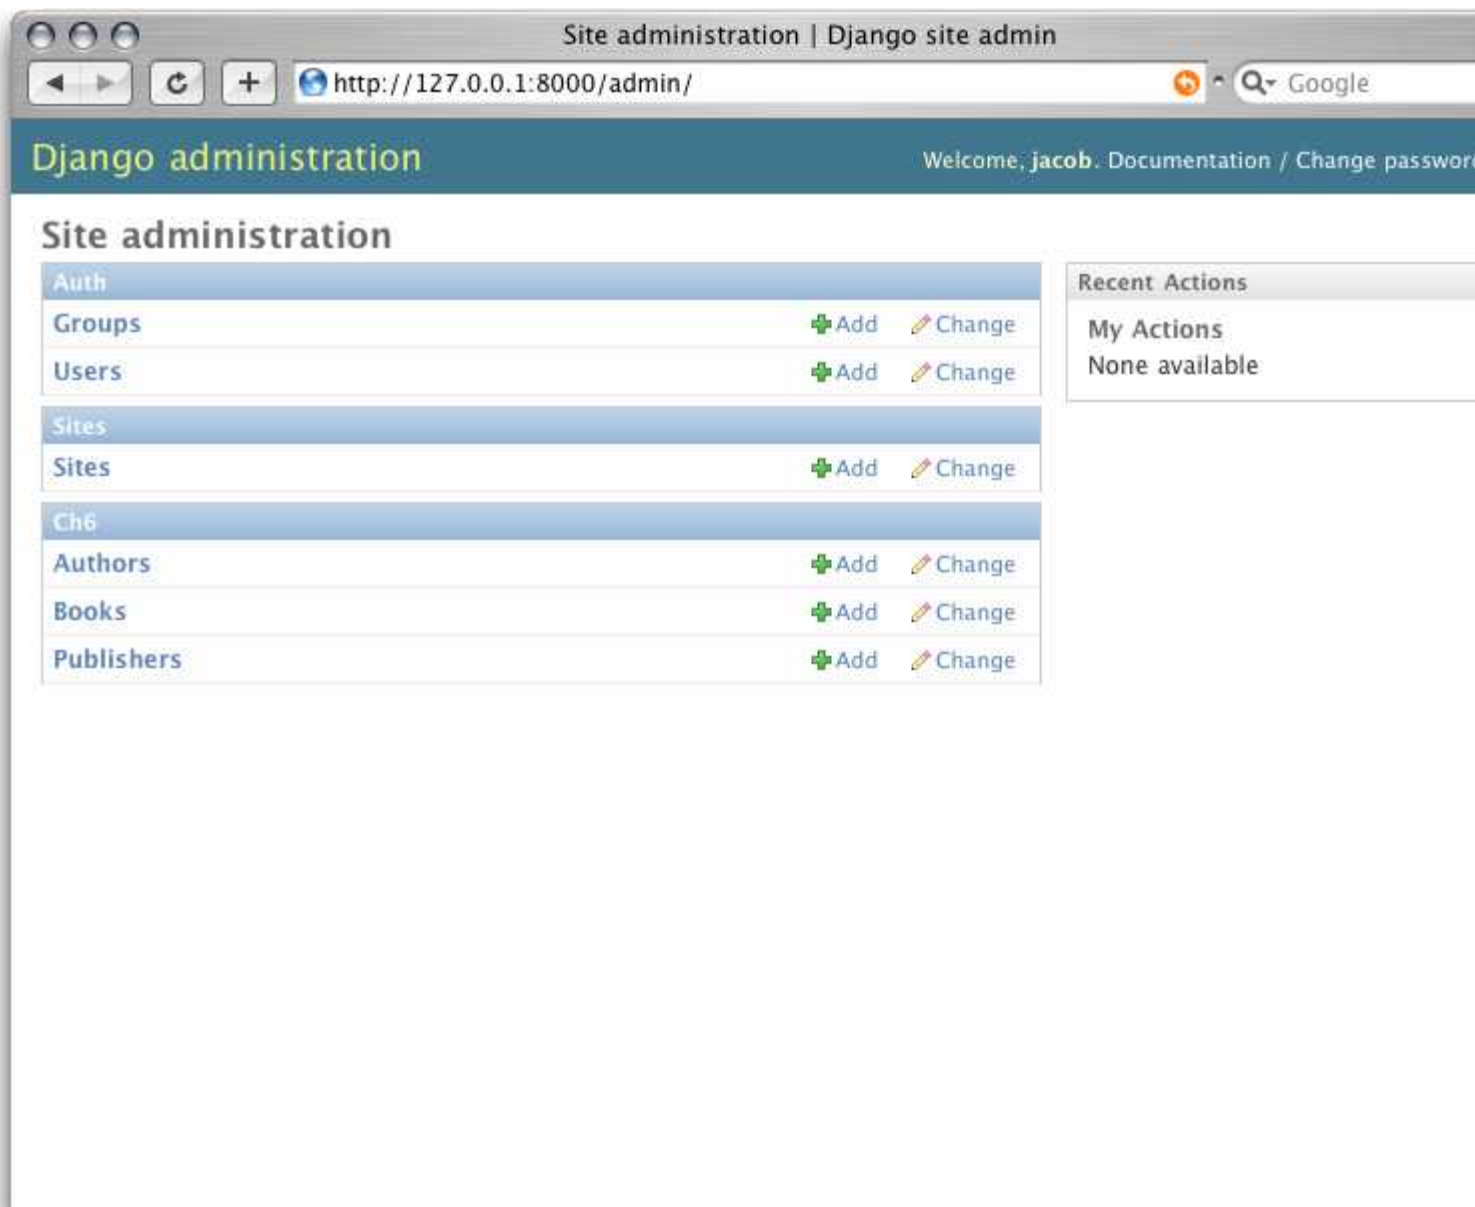 Site administration | Django site admin
http://127.0.0.1:8000/admin/
Google
Django administration
Welcome, jacob. Documentation / Change passwor
Site administration
Auth
Groups Add Change
Users Add Change
Sites
Sites Add Change
Ch6
Authors Add Change
Books Add Change
Publishers Add Change
Recent Actions
My Actions
None available